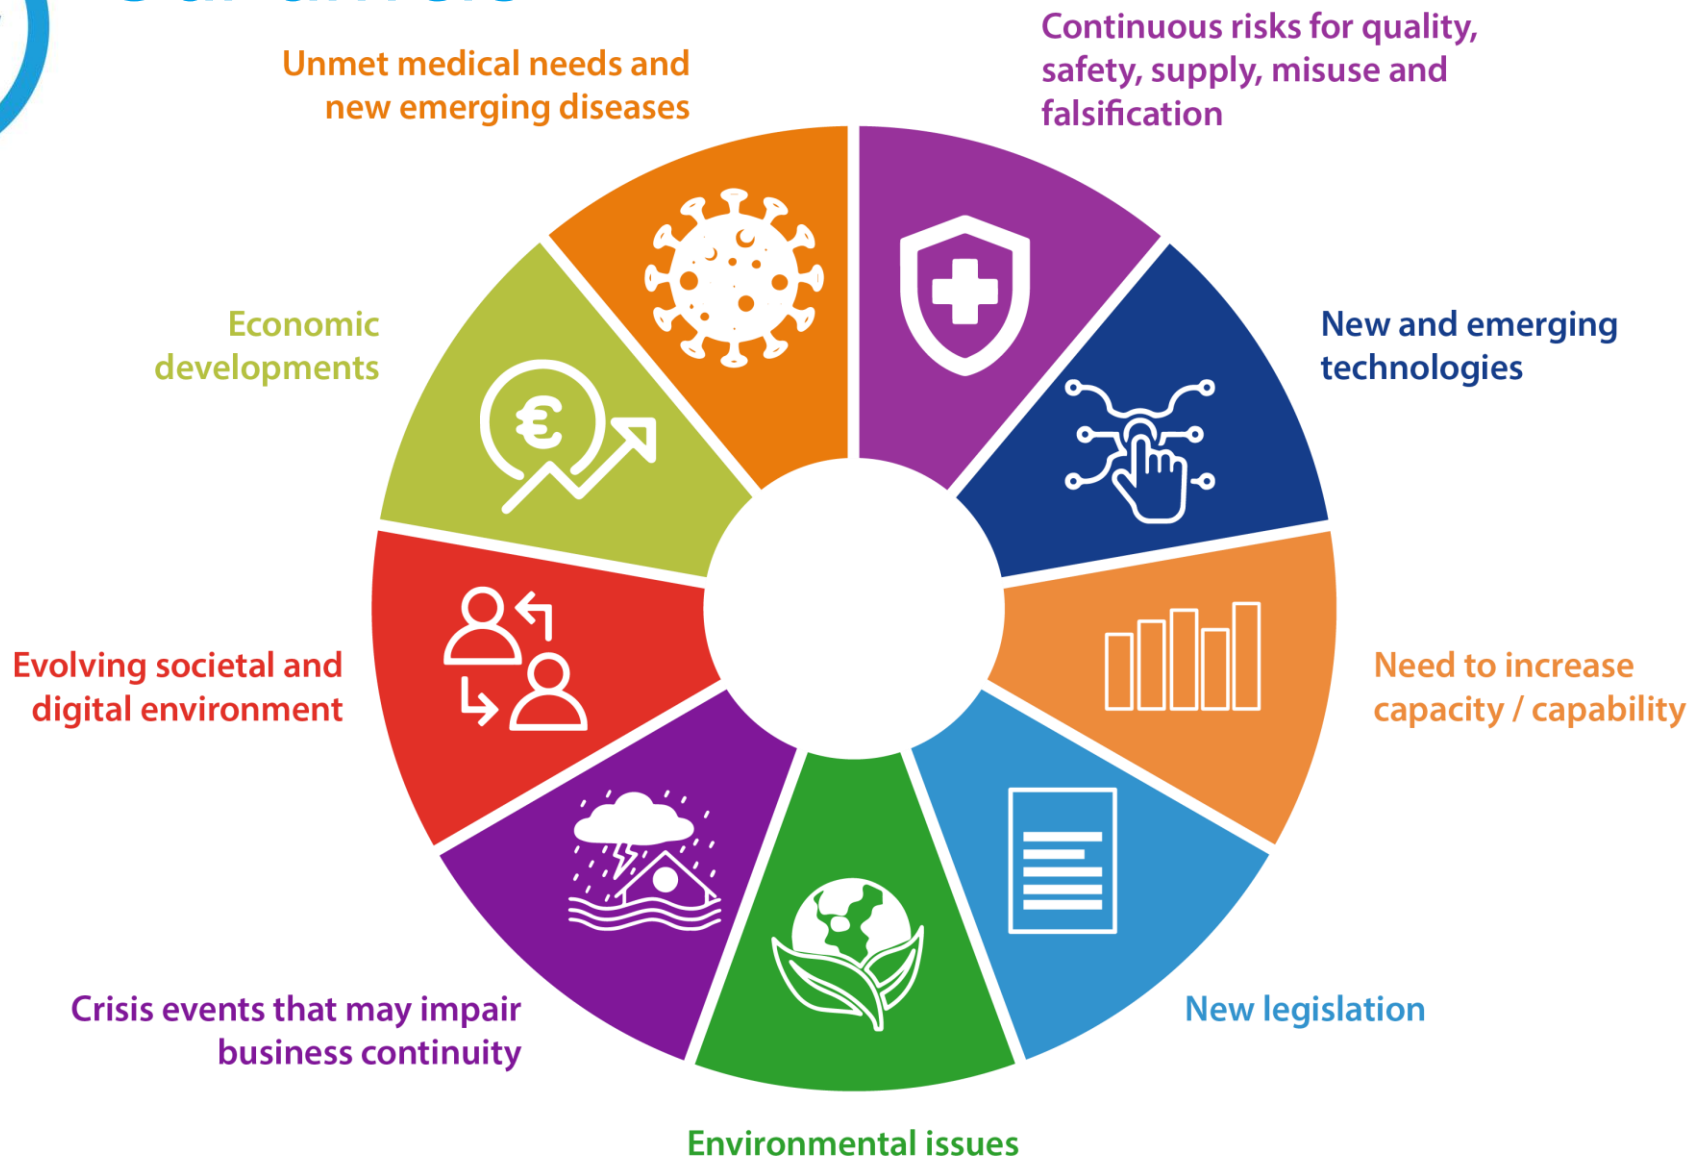 Unmet medical needs and
new emerging diseases
Continuous risks for quality,
safety, supply, misuse and
falsification
Economic
developments
€
New and emerging
technologies
Evolving societal and
digital environment
Need to increase
capacity / capability
Crisis events that may impair
business continuity
New legislation
Environmental issues